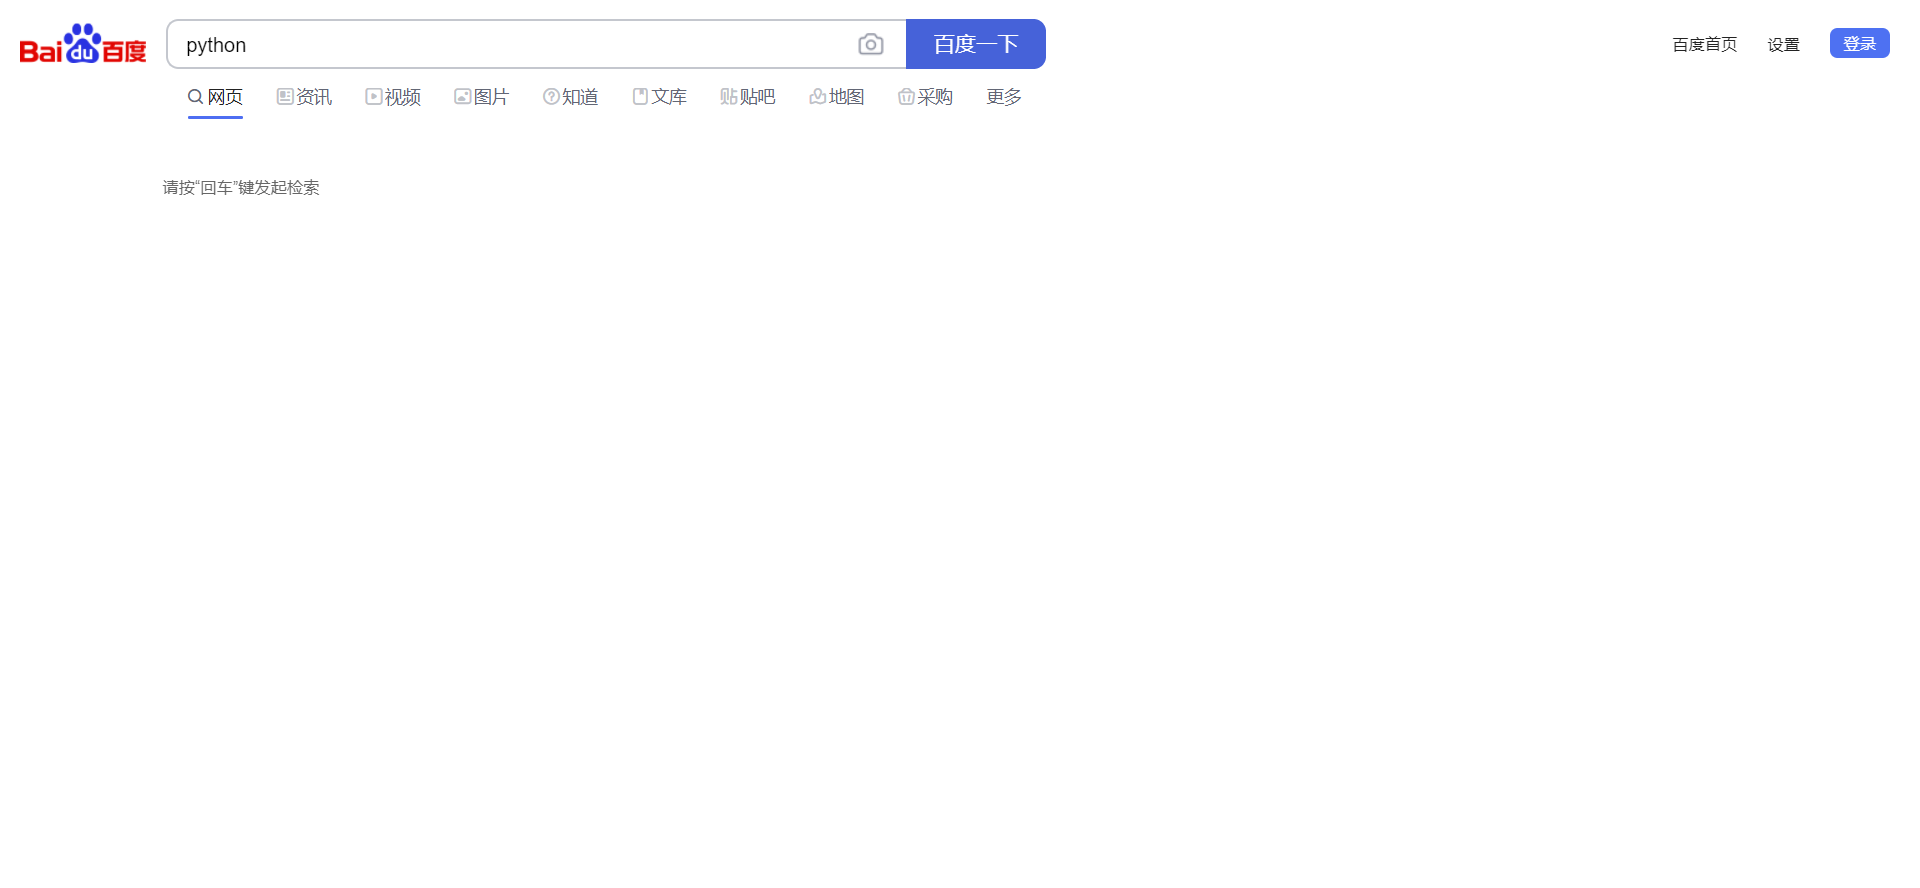 Bai du 百度 python 百度一下 百度首页 设置 登录
网页 资讯 视频 图片 知道 文库 贴 贴吧 地图 采购 更多
请按“回车”键发起检索